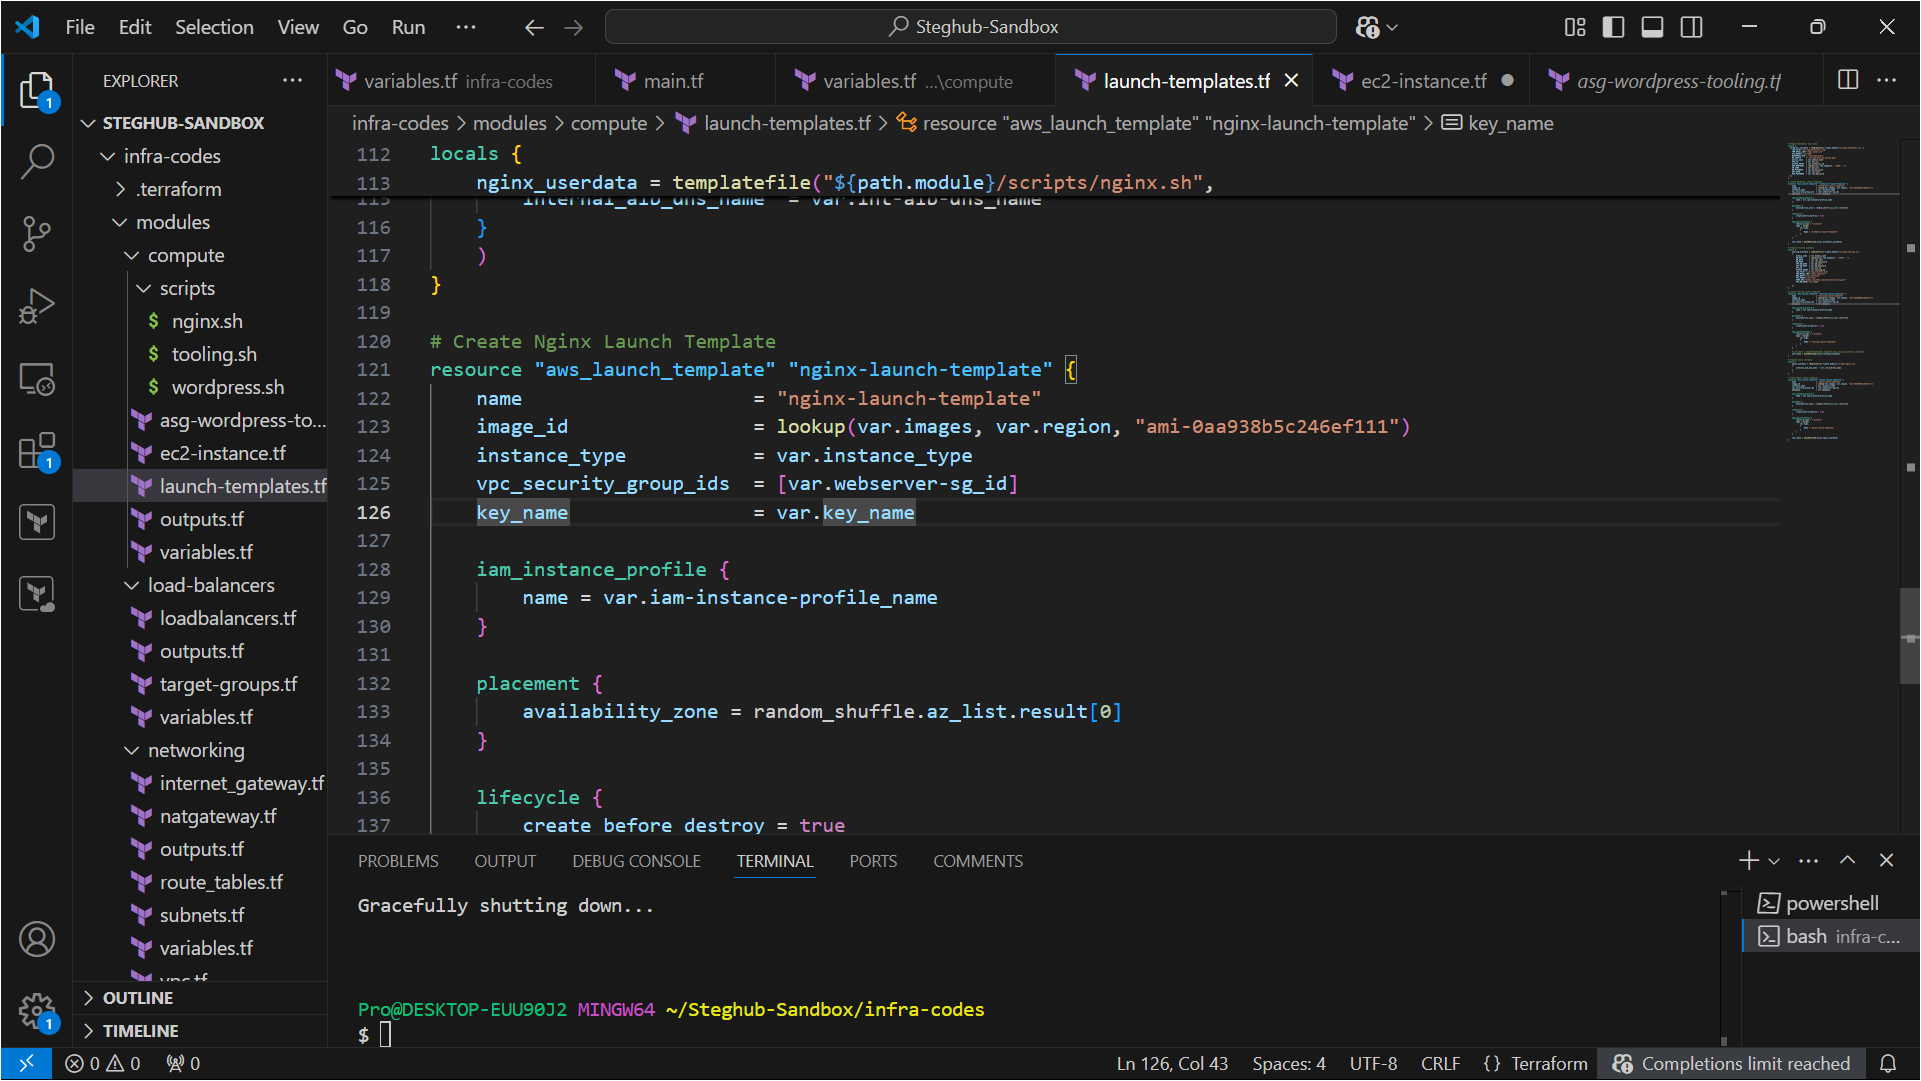 File Edit Selection View Go Run ··· Steghub-Sandbox
EXPLORER ···
STEGHUB-SANDBOX
infra-codes
.terraform
modules
compute
scripts
nginx.sh
tooling.sh
wordpress.sh
asg-wordpress-to...
ec2-instance.tf
launch-templates.tf
outputs.tf
variables.tf
load-balancers
loadbalancers.tf
outputs.tf
target-groups.tf
variables.tf
networking
internet_gateway.tf
natgateway.tf
outputs.tf
route_tables.tf
subnets.tf
variables.tf
vpc.tf
OUTLINE
TIMELINE
variables.tf infra-codes main.tf variables.tf ...\compute launch-templates.tf ec2-instance.tf asg-wordpress-tooling.tf
infra-codes > modules > compute > launch-templates.tf > resource "aws_launch_template" "nginx-launch-template" > key_name
112 locals {
113 nginx_userdata = templatefile("${path.module}/scripts/nginx.sh",
115 internal_alb_dns_name = var.int-alb-dns_name
116 }
117 )
118 }
119
120 # Create Nginx Launch Template
121 resource "aws_launch_template" "nginx-launch-template" {
122 name = "nginx-launch-template"
123 image_id = lookup(var.images, var.region, "ami-0aa938b5c246ef111")
124 instance_type = var.instance_type
125 vpc_security_group_ids = [var.webserver-sg_id]
126 key_name = var.key_name
127
128 iam_instance_profile {
129 name = var.iam-instance-profile_name
130 }
131
132 placement {
133 availability_zone = random_shuffle.az_list.result[0]
134 }
135
136 lifecycle {
137 create_before_destroy = true
PROBLEMS OUTPUT DEBUG CONSOLE TERMINAL PORTS COMMENTS
Gracefully shutting down...
Pro@DESKTOP-EUU90J2 MINGW64 ~/Steghub-Sandbox/infra-codes
$
powershell
bash infra-c...
1
1
1
0 0 0 Ln 126, Col 43 Spaces: 4 UTF-8 CRLF {} Terraform Completions limit reached